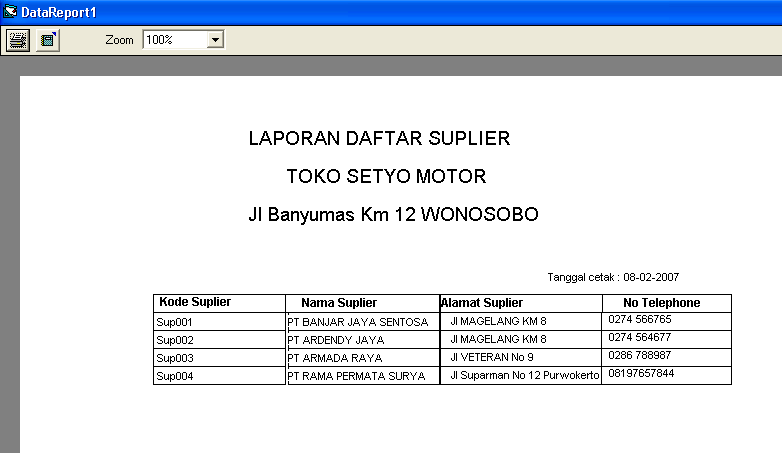 DataReport1
Zoom 100%
LAPORAN DAFTAR SUPLIER
TOKO SETYO MOTOR
Jl Banyumas Km 12 WONOSOBO
Tanggal cetak : 08-02-2007
Kode Suplier Nama Suplier Alamat Suplier No Telephone
Sup001 PT BANJAR JAYA SENTOSA Jl MAGELANG KM 8 0274 566765
Sup002 PT ARDENDY JAYA Jl MAGELANG KM 8 0274 564677
Sup003 PT ARMADA RAYA Jl VETERAN No 9 0286 788987
Sup004 PT RAMA PERMATA SURYA Jl Suparman No 12 Purwokerto 08197657844